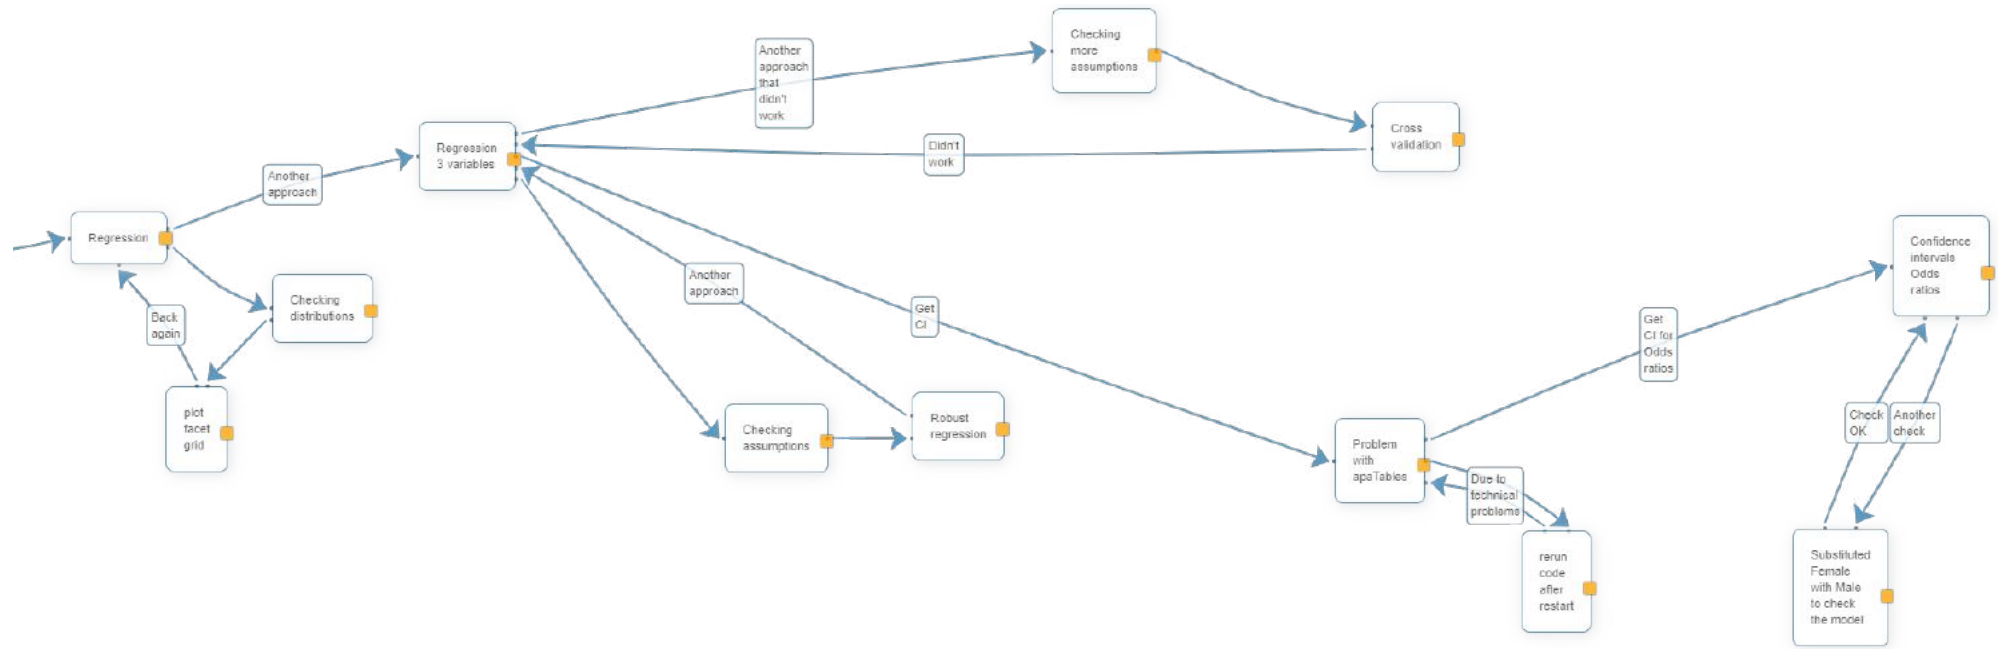 Checking
more
assumptions
Another
approach
that
didn't
work
Cross
validation
Didn't
work
Regression
3 variables
Another
approach
Regression
Checking
distributions
Back
again
plot
facet
grid
Another
approach
Get
CI
Checking
assumptions
Robust
regression
Problem
with
apaTables
Due to
technical
problems
rerun
code
after
restart
Get
CI for
Odds
ratios
Confidence
intervals
Odds
ratios
Check
OK
Another
check
Substituted
Female
with Male
to check
the model